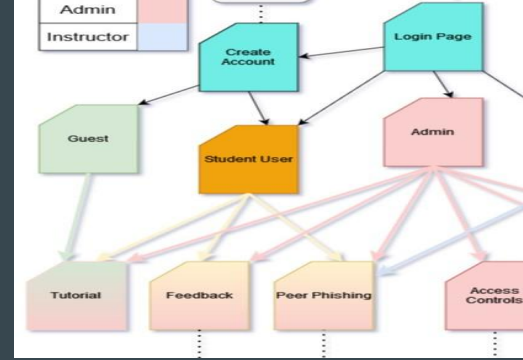 Admin
Instructor
Create
Account
Login Page
Guest
Student User
Admin
Tutorial
Feedback
Peer Phishing
Access
Controls